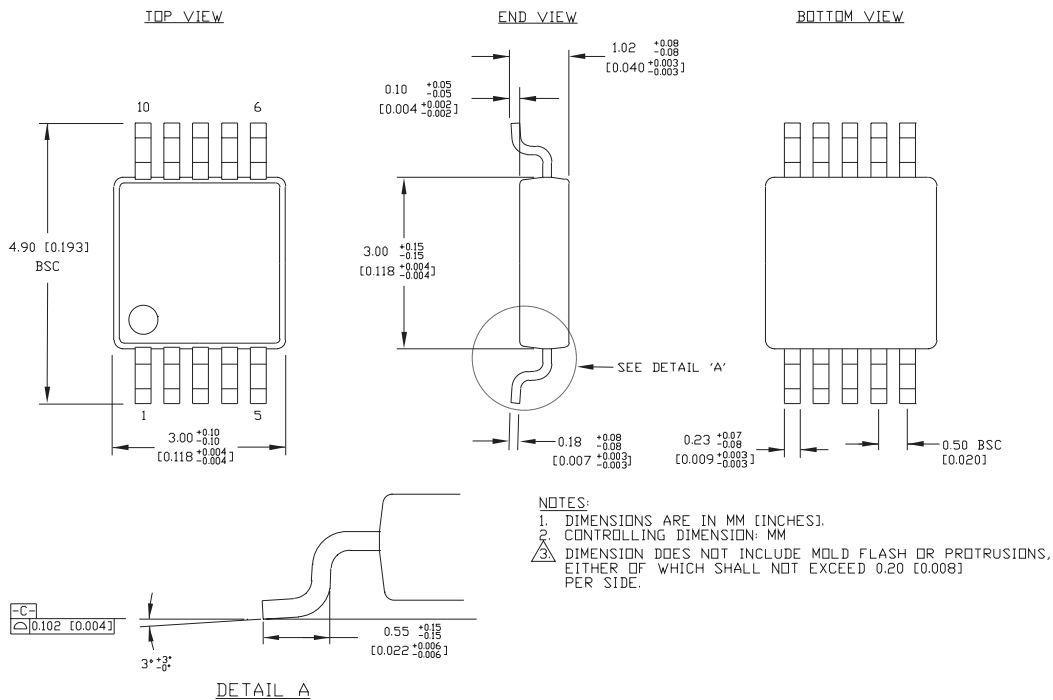 TOP VIEW
END VIEW
BOTTOM VIEW
1.02 +0.08 -0.08
[0.040 +0.003 -0.003]
0.10 +0.05 -0.05
[0.004 +0.002 -0.002]
10 6
4.90 [0.193]
BSC
3.00 +0.15 -0.15
[0.118 +0.004 -0.004]
SEE DETAIL 'A'
1 5
3.00 +0.10 -0.10
[0.118 +0.004 -0.004]
0.18 +0.08 -0.08
[0.007 +0.003 -0.003]
0.23 +0.07 -0.08
[0.009 +0.003 -0.003]
0.50 BSC
[0.020]
NOTES:
1. DIMENSIONS ARE IN MM [INCHES].
2. CONTROLLING DIMENSION: MM
3. DIMENSION DOES NOT INCLUDE MOLD FLASH OR PROTRUSIONS,
EITHER OF WHICH SHALL NOT EXCEED 0.20 [0.008]
PER SIDE.
-C-
⌓ 0.102 [0.004]
3° +3° -0°
0.55 +0.15 -0.15
[0.022 +0.006 -0.006]
DETAIL A